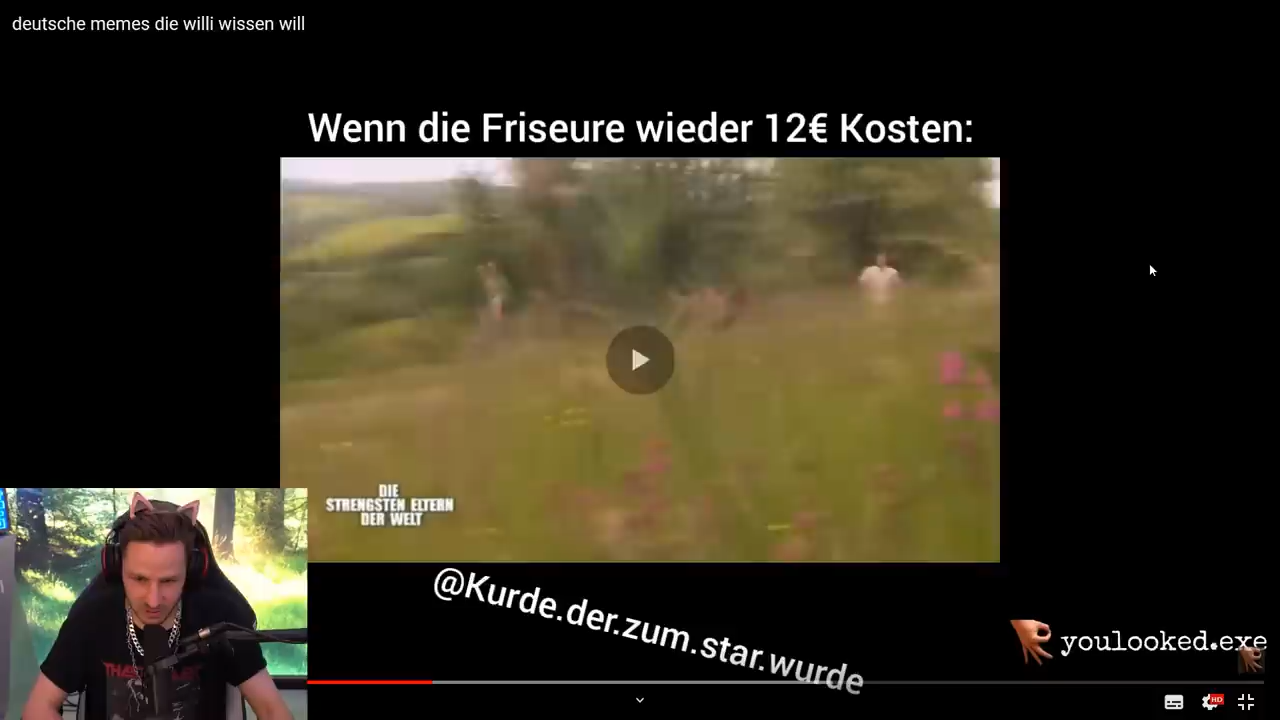 deutsche memes die willi wissen will
Wenn die Friseure wieder 12€ Kosten:
DIE
STRENGSTEN ELTERN
DER WELT
@Kurde.der.zum.star.wurde
youlooked.exe
HD